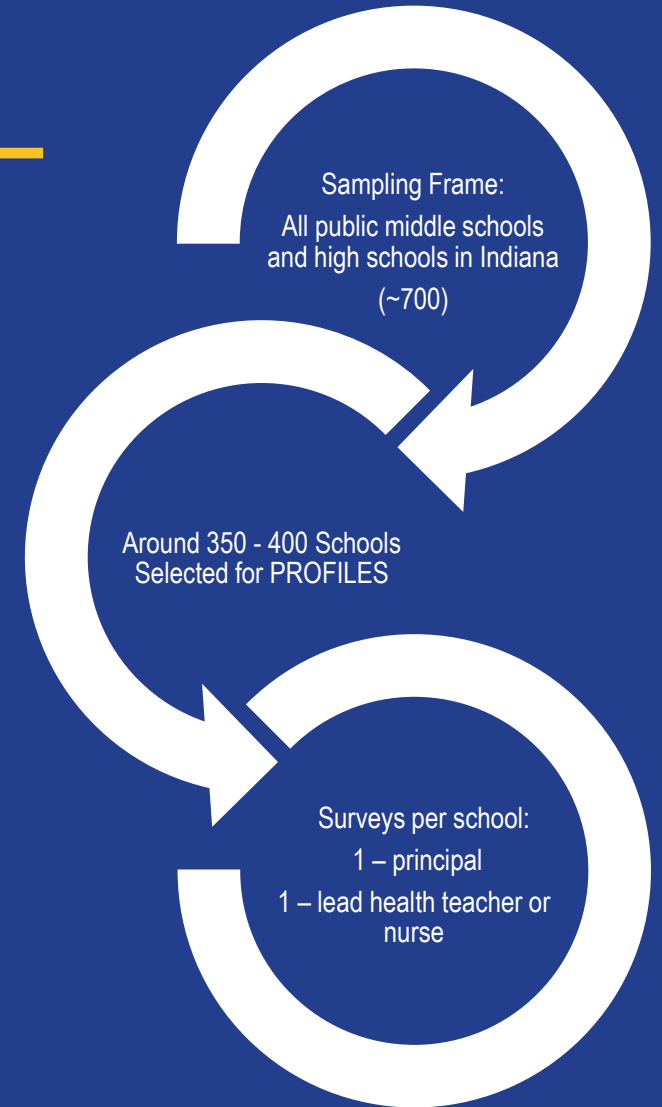 Sampling Frame:
All public middle schools
and high schools in Indiana
(~700)
Around 350 - 400 Schools
Selected for PROFILES
Surveys per school:
1 – principal
1 – lead health teacher or
nurse